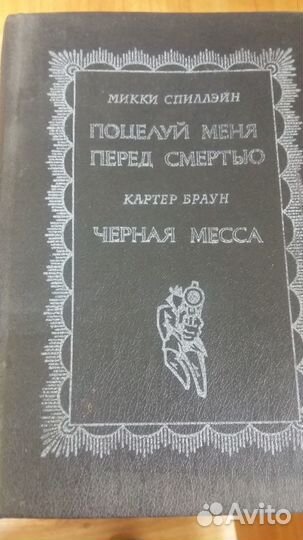 МИККИ СПИЛЛЭЙН
ПОЦЕЛУЙ МЕНЯ
ПЕРЕД СМЕРТЬЮ
КАРТЕР БРАУН
ЧЕРНАЯ МЕССА
Avito